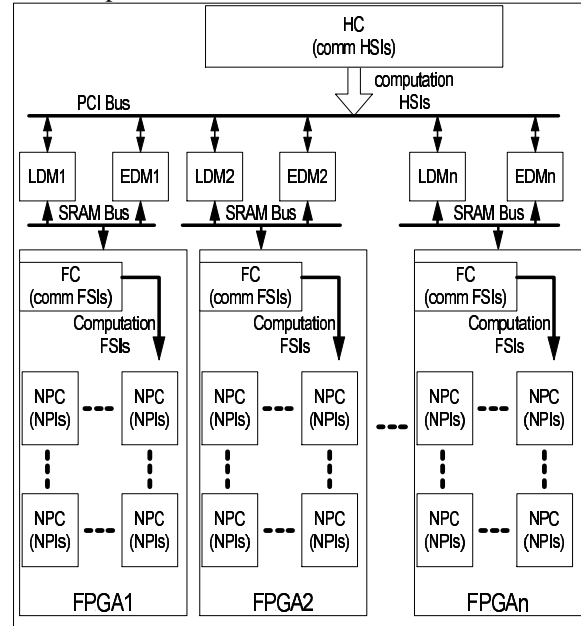 HC
(comm HSIs)
computation
HSIs
PCI Bus
LDM1
EDM1
LDM2
EDM2
LDMn
EDMn
SRAM Bus
SRAM Bus
SRAM Bus
FC
(comm FSIs)
Computation
FSIs
NPC
(NPIs)
NPC
(NPIs)
NPC
(NPIs)
NPC
(NPIs)
FPGA1
FC
(comm FSIs)
Computation
FSIs
NPC
(NPIs)
NPC
(NPIs)
NPC
(NPIs)
NPC
(NPIs)
FPGA2
FC
(comm FSIs)
Computation
FSIs
NPC
(NPIs)
NPC
(NPIs)
NPC
(NPIs)
NPC
(NPIs)
FPGAn